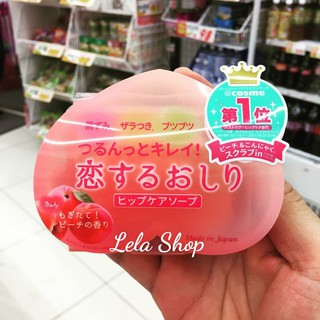 @cosme
第1位
ピーチ&こんにゃく
スクラブin
黒ずみ ザラつき ブツブツ
つるんっとキレイ!
恋するおしり
ヒップケアソープ
もぎたて!
ピーチの香り
Made in Japan
Lela Shop